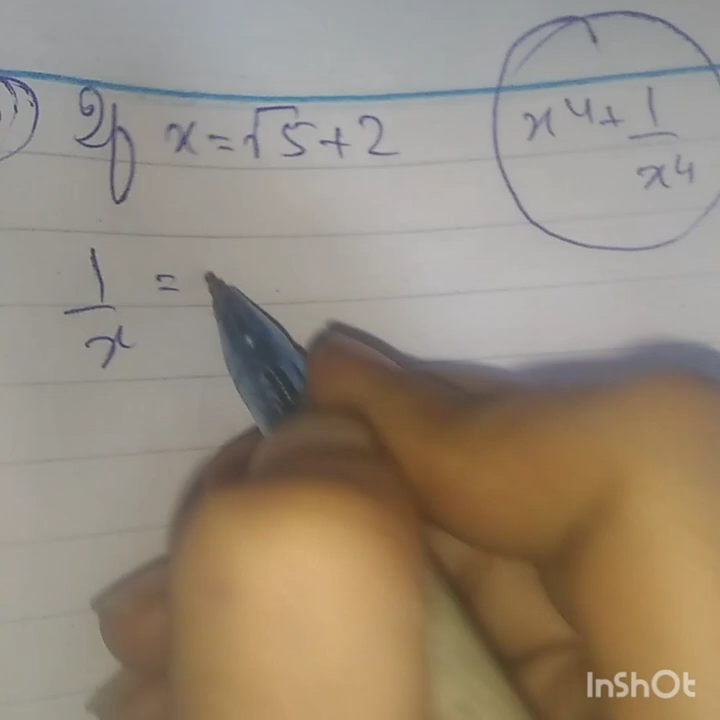 If x = √5 + 2
x⁴ + 1/x⁴
1/x =
InShOt